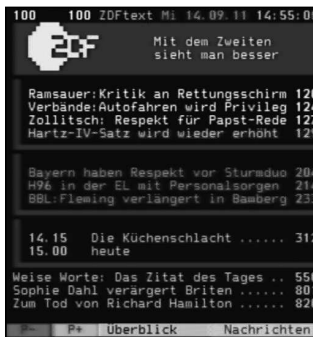 100 100 ZDFtext Mi 14.09.11 14:55:0
ZDF
Mit dem Zweiten
sieht man besser
Ramsauer:Kritik an Rettungsschirm 12
Verbände:Autofahren wird Privileg 12
Zollitsch: Respekt für Papst-Rede 12
Hartz-IV-Satz wird wieder erhöht 12
Bayern haben Respekt vor Sturmduo 20
H96 in der EL mit Personalsorgen 21
BBL:Fleming verlängert in Bamberg 23
14.15 Die Küchenschlacht ...... 31
15.00 heute
Weise Worte: Das Zitat des Tages .. 55
Sophie Dahl verärgert Briten ...... 80
Zum Tod von Richard Hamilton ...... 82
P- P+ Überblick Nachrichten